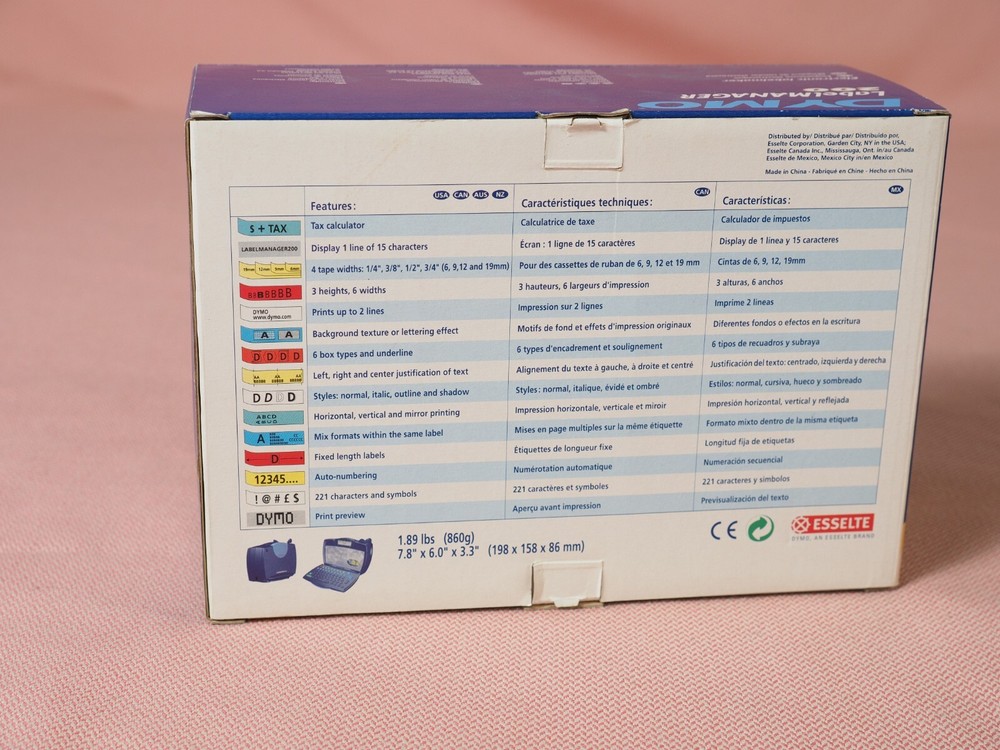 DYMO
LabelMANAGER
200
Distributed by/ Distribué par/ Distribuido por,
Esselte Corporation, Garden City, NY in the USA;
Esselte Canada Inc., Mississauga, Ont. in/au Canada
Esselte de Mexico, Mexico City in/en Mexico
Made in China - Fabriqué en Chine - Hecho en China
Features: USA CAN AUS NZ Caractéristiques techniques: CAN Características: MX
$ + TAX Tax calculator Calculatrice de taxe Calculador de impuestos
LABELMANAGER200 Display 1 line of 15 characters Écran : 1 ligne de 15 caractères Display de 1 línea y 15 caracteres
4 tape widths: 1/4", 3/8", 1/2", 3/4" (6, 9,12 and 19mm) Pour des cassettes de ruban de 6, 9, 12 et 19 mm Cintas de 6, 9, 12, 19mm
BBBBBBB 3 heights, 6 widths 3 hauteurs, 6 largeurs d'impression 3 alturas, 6 anchos
DYMO
www.dymo.com Prints up to 2 lines Impression sur 2 lignes Imprime 2 líneas
A A Background texture or lettering effect Motifs de fond et effets d'impression originaux Diferentes fondos o efectos en la escritura
D D D D 6 box types and underline 6 types d'encadrement et soulignement 6 tipos de recuadros y subraya
AA AA AA Left, right and center justification of text Alignement du texte à gauche, à droite et centré Justificación del texto: centrado, izquierda y derecha
D D D D Styles: normal, italic, outline and shadow Styles : normal, italique, évidé et ombré Estilos: normal, cursiva, hueco y sombreado
ABCD Horizontal, vertical and mirror printing Impression horizontale, verticale et miroir Impresión horizontal, vertical y reflejada
A Mix formats within the same label Mises en page multiples sur la même étiquette Formato mixto dentro de la misma etiqueta
D Fixed length labels Étiquettes de longueur fixe Longitud fija de etiquetas
12345.... Auto-numbering Numérotation automatique Numeración secuencial
! @ # £ $ 221 characters and symbols 221 caractères et symboles 221 caracteres y símbolos
DYMO Print preview Aperçu avant impression Previsualización del texto
1.89 lbs (860g)
7.8" x 6.0" x 3.3" (198 x 158 x 86 mm)
CE
ESSELTE
DYMO. AN ESSELTE BRAND